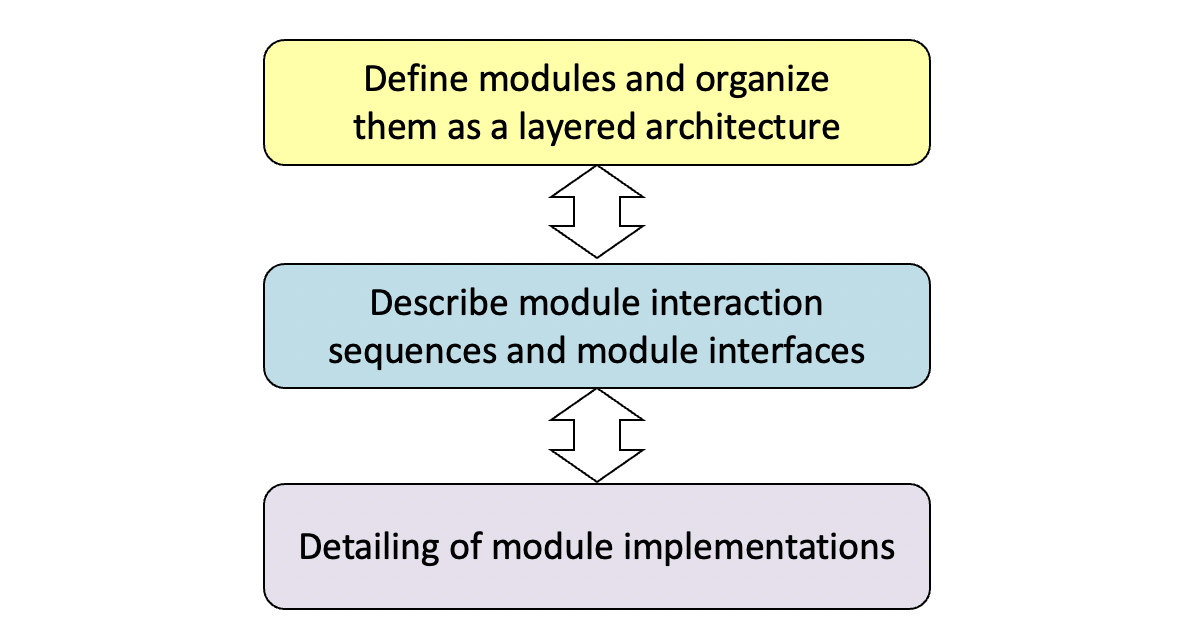 Define modules and organize
them as a layered architecture
Describe module interaction
sequences and module interfaces
Detailing of module implementations